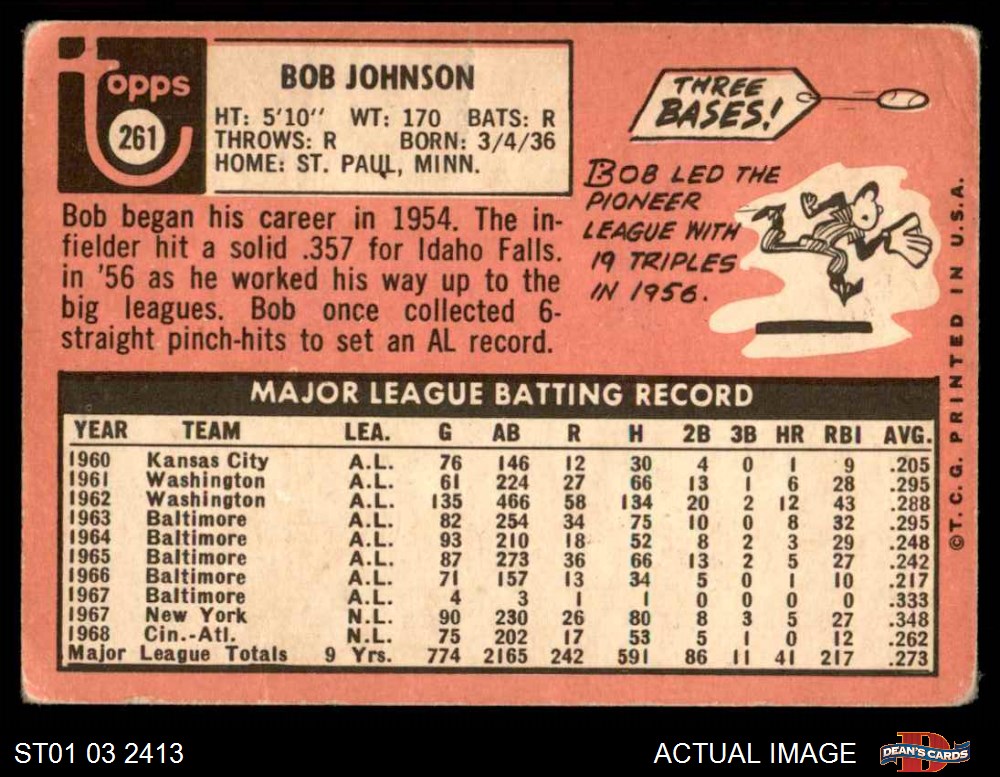 topps
261
BOB JOHNSON
HT: 5'10" WT: 170 BATS: R
THROWS: R BORN: 3/4/36
HOME: ST. PAUL, MINN.
Bob began his career in 1954. The in-
fielder hit a solid .357 for Idaho Falls.
in '56 as he worked his way up to the
big leagues. Bob once collected 6-
straight pinch-hits to set an AL record.
THREE
BASES!
BOB LED THE
PIONEER
LEAGUE WITH
19 TRIPLES
IN 1956.
MAJOR LEAGUE BATTING RECORD
YEAR TEAM LEA. G AB R H 2B 3B HR RBI AVG.
1960 Kansas City A.L. 76 146 12 30 4 0 1 9 .205
1961 Washington A.L. 61 224 27 66 13 1 6 28 .295
1962 Washington A.L. 135 466 58 134 20 2 12 43 .288
1963 Baltimore A.L. 82 254 34 75 10 0 8 32 .295
1964 Baltimore A.L. 93 210 18 52 8 2 3 29 .248
1965 Baltimore A.L. 87 273 36 66 13 2 5 27 .242
1966 Baltimore A.L. 71 157 13 34 5 0 1 10 .217
1967 Baltimore A.L. 4 3 1 1 0 0 0 0 .333
1967 New York N.L. 90 230 26 80 8 3 5 27 .348
1968 Cin.-Atl. N.L. 75 202 17 53 5 1 0 12 .262
Major League Totals 9 Yrs. 774 2165 242 591 86 11 41 217 .273
©T.C.G. PRINTED IN U.S.A.
ST01 03 2413
ACTUAL IMAGE
D
DEAN'S CARDS